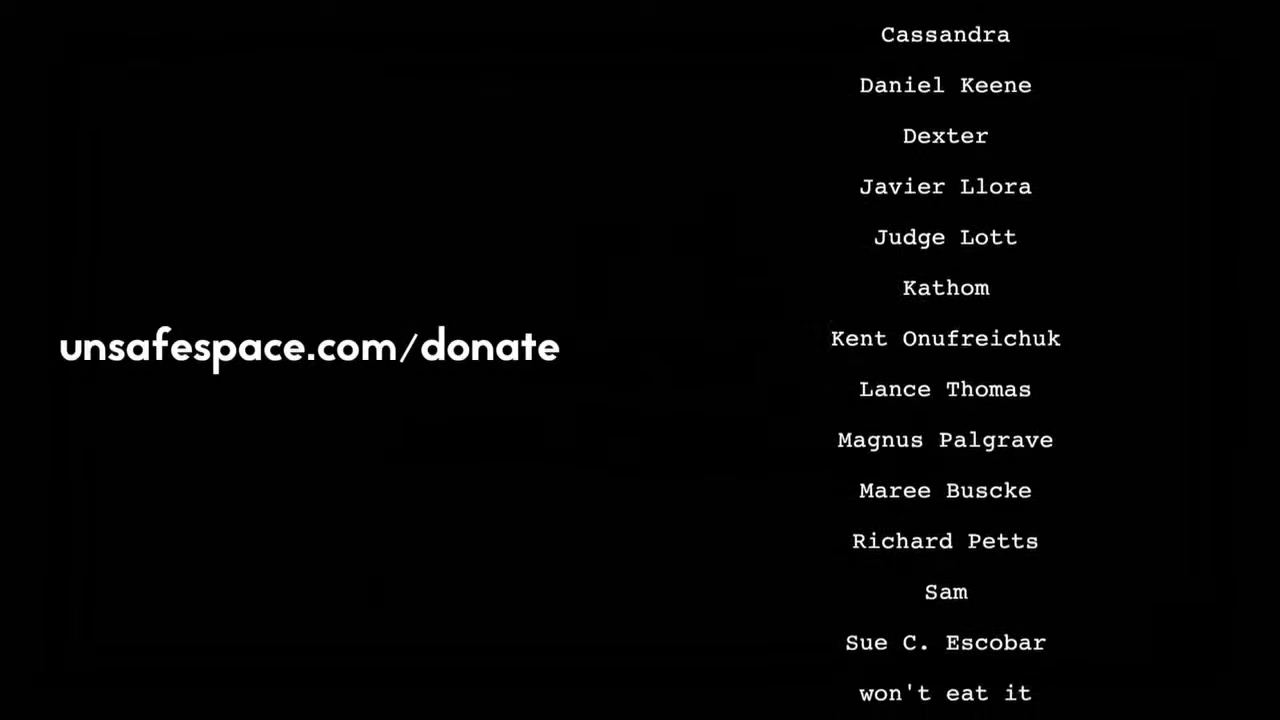 unsafespace.com/donate
Cassandra
Daniel Keene
Dexter
Javier Llora
Judge Lott
Kathom
Kent Onufreichuk
Lance Thomas
Magnus Palgrave
Maree Buscke
Richard Petts
Sam
Sue C. Escobar
won't eat it